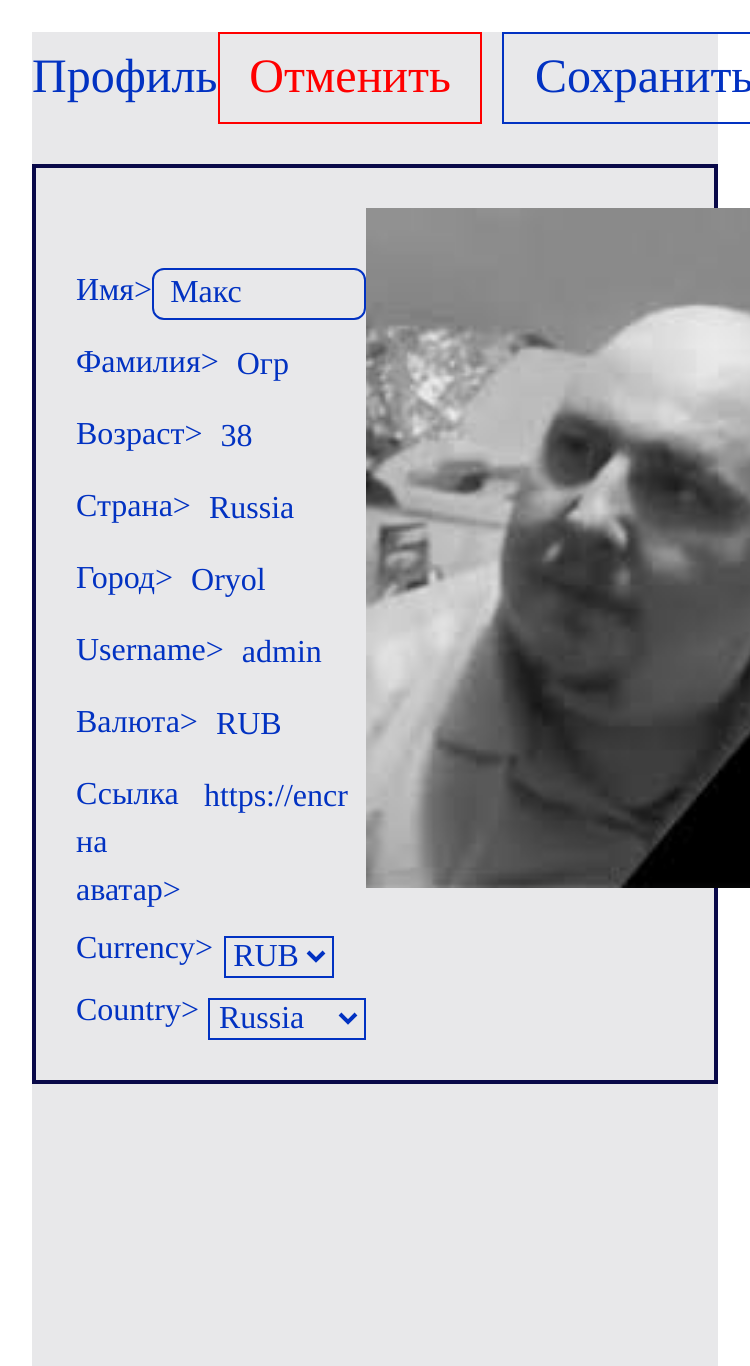 Профиль Отменить Сохранить
Имя> Макс
Фамилия> Огр
Возраст> 38
Страна> Russia
Город> Oryol
Username> admin
Валюта> RUB
Ссылка https://encr
на
аватар>
Currency> RUB
Country> Russia